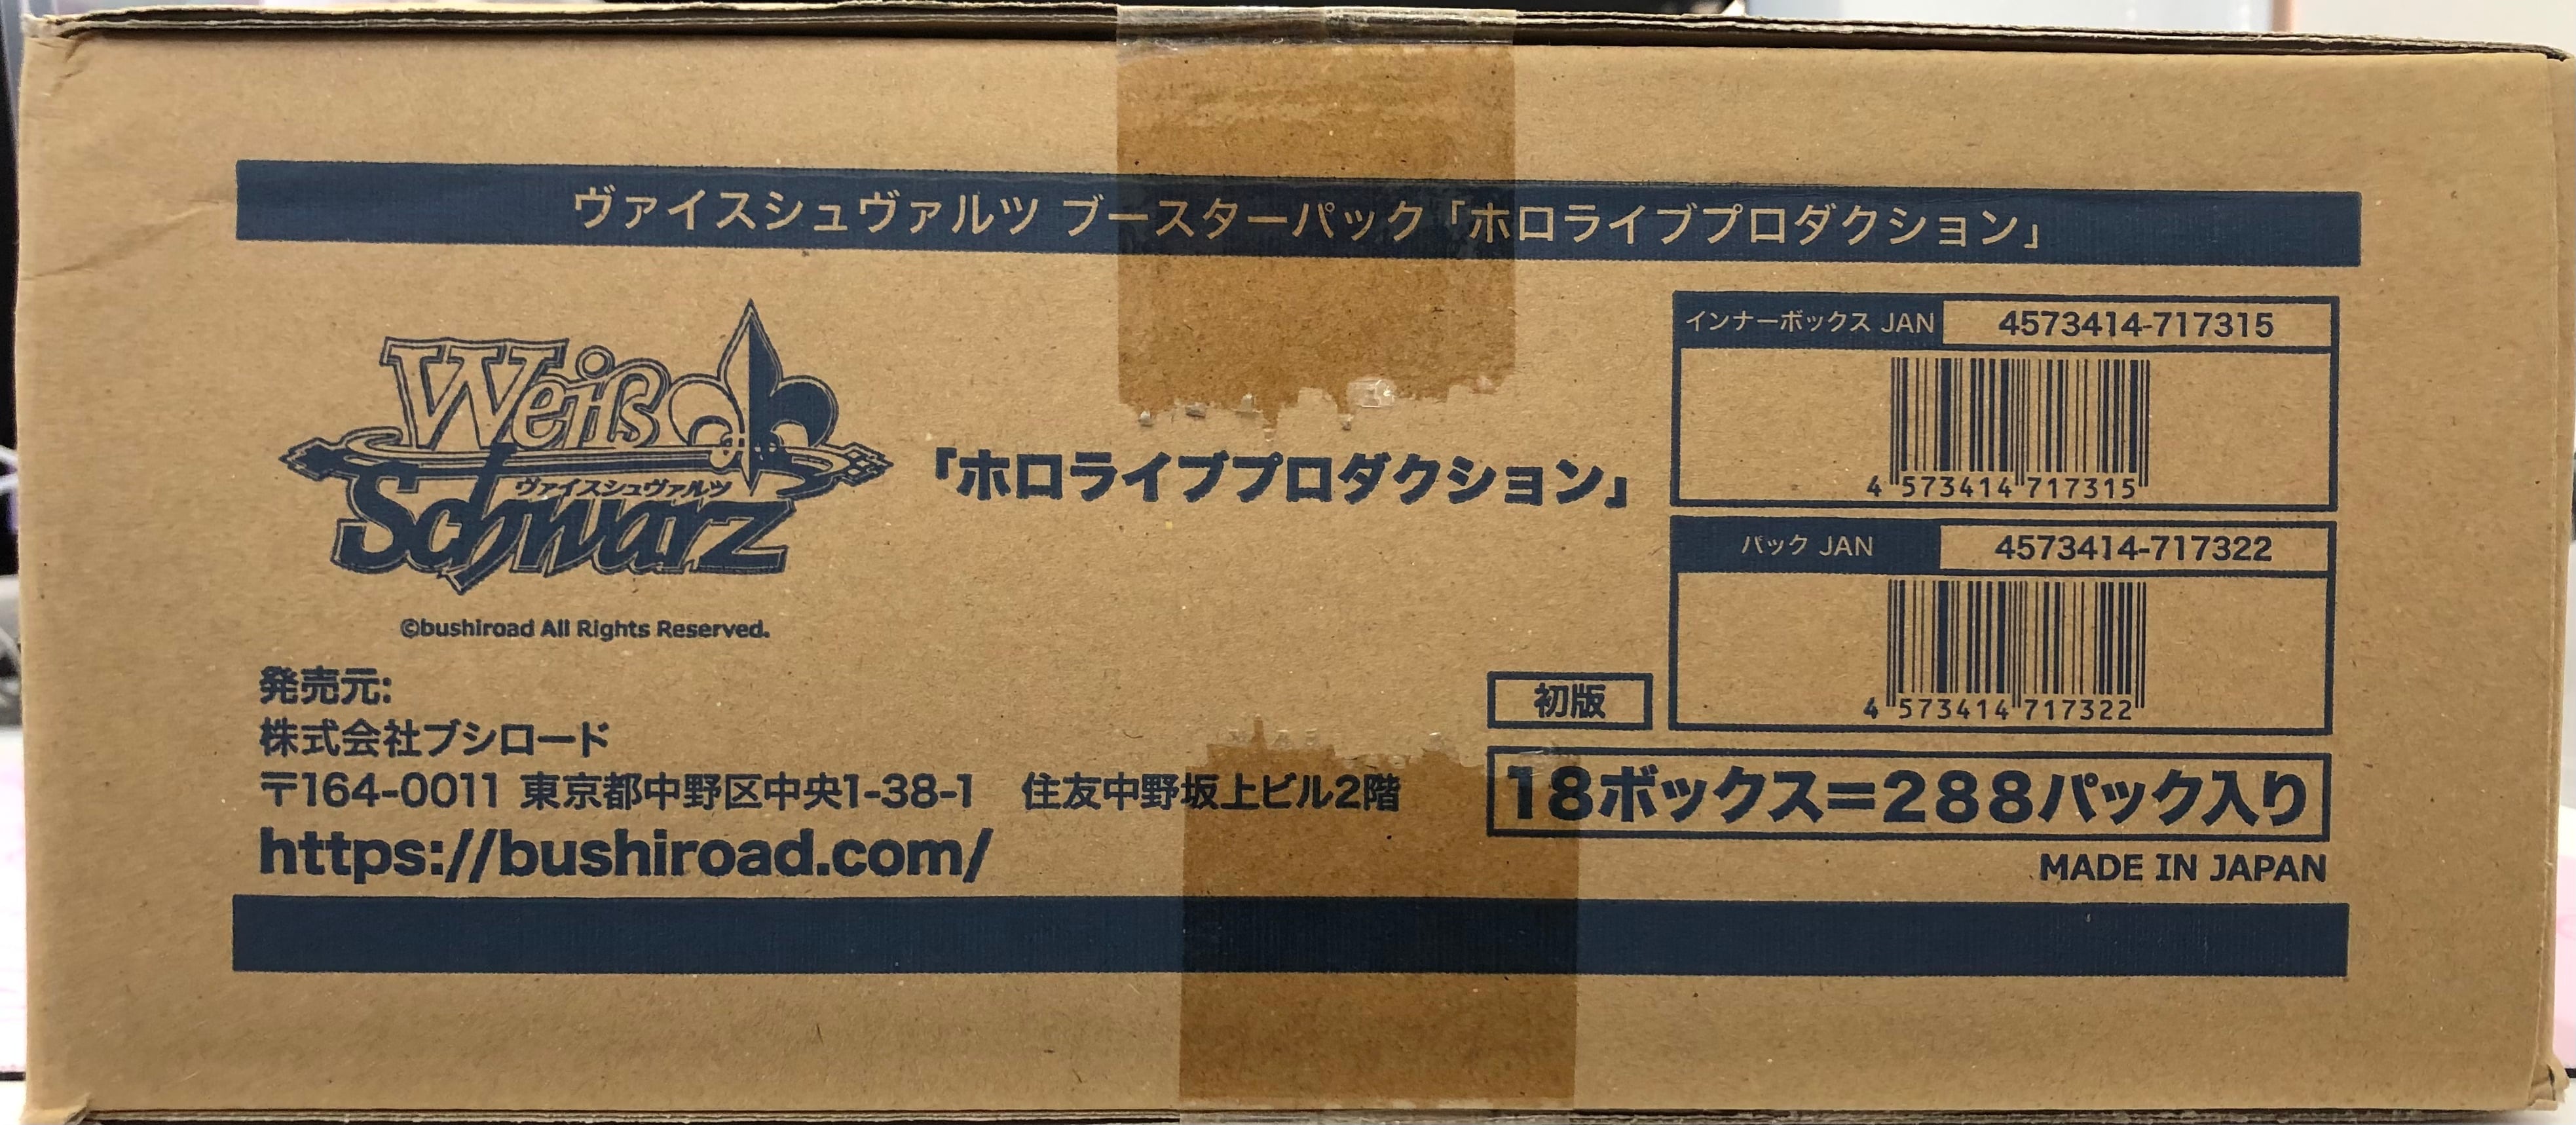 ヴァイスシュヴァルツ ブースターパック「ホロライブプロダクション」
Weiß
ヴァイスシュヴァルツ
Schwarz
©bushiroad All Rights Reserved.
「ホロライブプロダクション」
インナーボックス JAN 4573414-717315
4 573414 717315
パック JAN 4573414-717322
4 573414 717322
発売元:
株式会社ブシロード
〒164-0011 東京都中野区中央1-38-1 住友中野坂上ビル2階
https://bushiroad.com/
初版
18ボックス=288パック入り
MADE IN JAPAN